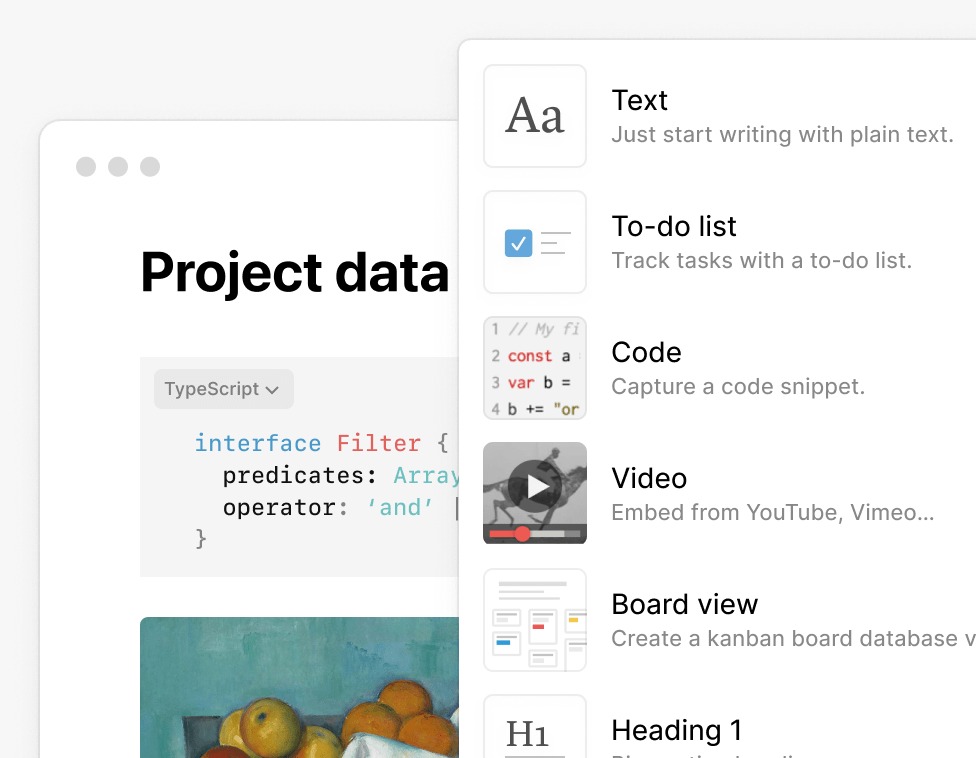 Project data
TypeScript
interface Filter {
predicates: Array
operator: ‘and’ |
}
Aa
Text
Just start writing with plain text.
To-do list
Track tasks with a to-do list.
1 // My fi
2 const a
3 var b =
4 b += "or
Code
Capture a code snippet.
Video
Embed from YouTube, Vimeo...
Board view
Create a kanban board database v
H1
Heading 1